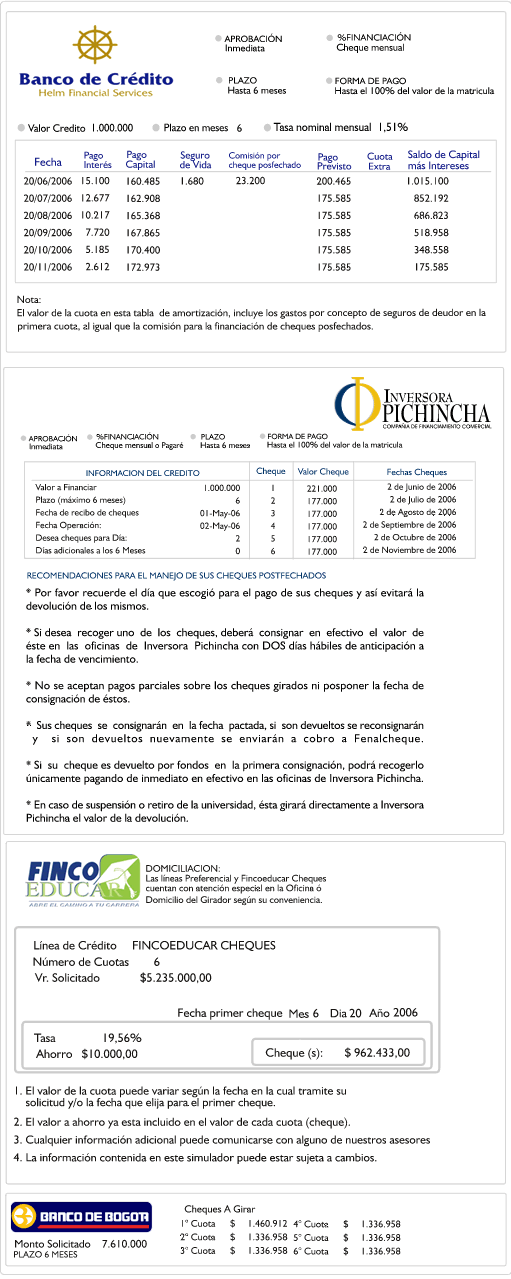 Banco de Crédito
Helm Financial Services
APROBACIÓN
Inmediata
%FINANCIACIÓN
Cheque mensual
PLAZO
Hasta 6 meses
FORMA DE PAGO
Hasta el 100% del valor de la matricula
Valor Credito 1.000.000 Plazo en meses 6 Tasa nominal mensual 1,51%
Fecha Pago Interés Pago Capital Seguro de Vida Comisión por cheque posfechado Pago Previsto Cuota Extra Saldo de Capital más Intereses
20/06/2006 15.100 160.485 1.680 23.200 200.465 1.015.100
20/07/2006 12.677 162.908 175.585 852.192
20/08/2006 10.217 165.368 175.585 686.823
20/09/2006 7.720 167.865 175.585 518.958
20/10/2006 5.185 170.400 175.585 348.558
20/11/2006 2.612 172.973 175.585 175.585
Nota:
El valor de la cuota en esta tabla de amortización, incluye los gastos por concepto de seguros de deudor en la
primera cuota, al igual que la comisión para la financiación de cheques posfechados.
INVERSORA
PICHINCHA
COMPAÑIA DE FINANCIAMIENTO COMERCIAL
APROBACIÓN
Inmediata
%FINANCIACIÓN
Cheque mensual o Pagaré
PLAZO
Hasta 6 meses
FORMA DE PAGO
Hasta el 100% del valor de la matricula
INFORMACION DEL CREDITO Cheque Valor Cheque Fechas Cheques
Valor a Financiar 1.000.000 1 221.000 2 de Junio de 2006
Plazo (máximo 6 meses) 6 2 177.000 2 de Julio de 2006
Fecha de recibo de cheques 01-May-06 3 177.000 2 de Agosto de 2006
Fecha Operación: 02-May-06 4 177.000 2 de Septiembre de 2006
Desea cheques para Día: 2 5 177.000 2 de Octubre de 2006
Días adicionales a los 6 Meses 0 6 177.000 2 de Noviembre de 2006
RECOMENDACIONES PARA EL MANEJO DE SUS CHEQUES POSTFECHADOS
* Por favor recuerde el día que escogió para el pago de sus cheques y así evitará la
devolución de los mismos.
* Si desea recoger uno de los cheques, deberá consignar en efectivo el valor de
éste en las oficinas de Inversora Pichincha con DOS días hábiles de anticipación a
la fecha de vencimiento.
* No se aceptan pagos parciales sobre los cheques girados ni posponer la fecha de
consignación de éstos.
* Sus cheques se consignarán en la fecha pactada, si son devueltos se reconsignarán
y si son devueltos nuevamente se enviarán a cobro a Fenalcheque.
* Si su cheque es devuelto por fondos en la primera consignación, podrá recogerlo
únicamente pagando de inmediato en efectivo en las oficinas de Inversora Pichincha.
* En caso de suspensión o retiro de la universidad, ésta girará directamente a Inversora
Pichincha el valor de la devolución.
FINCO
EDUCAR
ABRE EL CAMINO A TU CARRERA
DOMICILIACION:
Las líneas Preferencial y Fincoeducar Cheques
cuentan con atención especial en la Oficina ó
Domicilio del Girador según su conveniencia.
Línea de Crédito FINCOEDUCAR CHEQUES
Número de Cuotas 6
Vr. Solicitado $5.235.000,00
Fecha primer cheque Mes 6 Dia 20 Año 2006
Tasa 19,56%
Ahorro $10.000,00
Cheque (s): $ 962.433,00
1. El valor de la cuota puede variar según la fecha en la cual tramite su
solicitud y/o la fecha que elija para el primer cheque.
2. El valor a ahorro ya esta incluido en el valor de cada cuota (cheque).
3. Cualquier información adicional puede comunicarse con alguno de nuestros asesores
4. La información contenida en este simulador puede estar sujeta a cambios.
BANCO DE BOGOTA
Monto Solicitado 7.610.000
PLAZO 6 MESES
Cheques A Girar
1° Cuota $ 1.460.912 4° Cuota $ 1.336.958
2° Cuota $ 1.336.958 5° Cuota $ 1.336.958
3° Cuota $ 1.336.958 6° Cuota $ 1.336.958